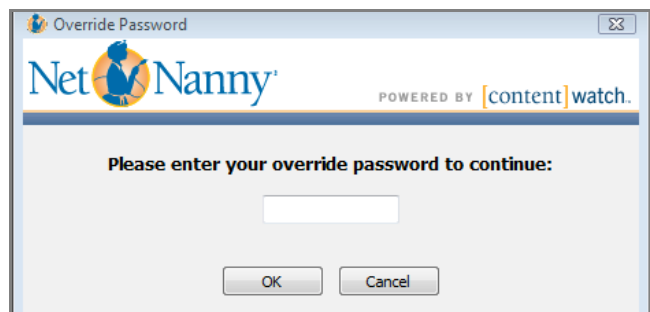 Override Password
Net Nanny
POWERED BY [content]watch.
Please enter your override password to continue:
OK Cancel